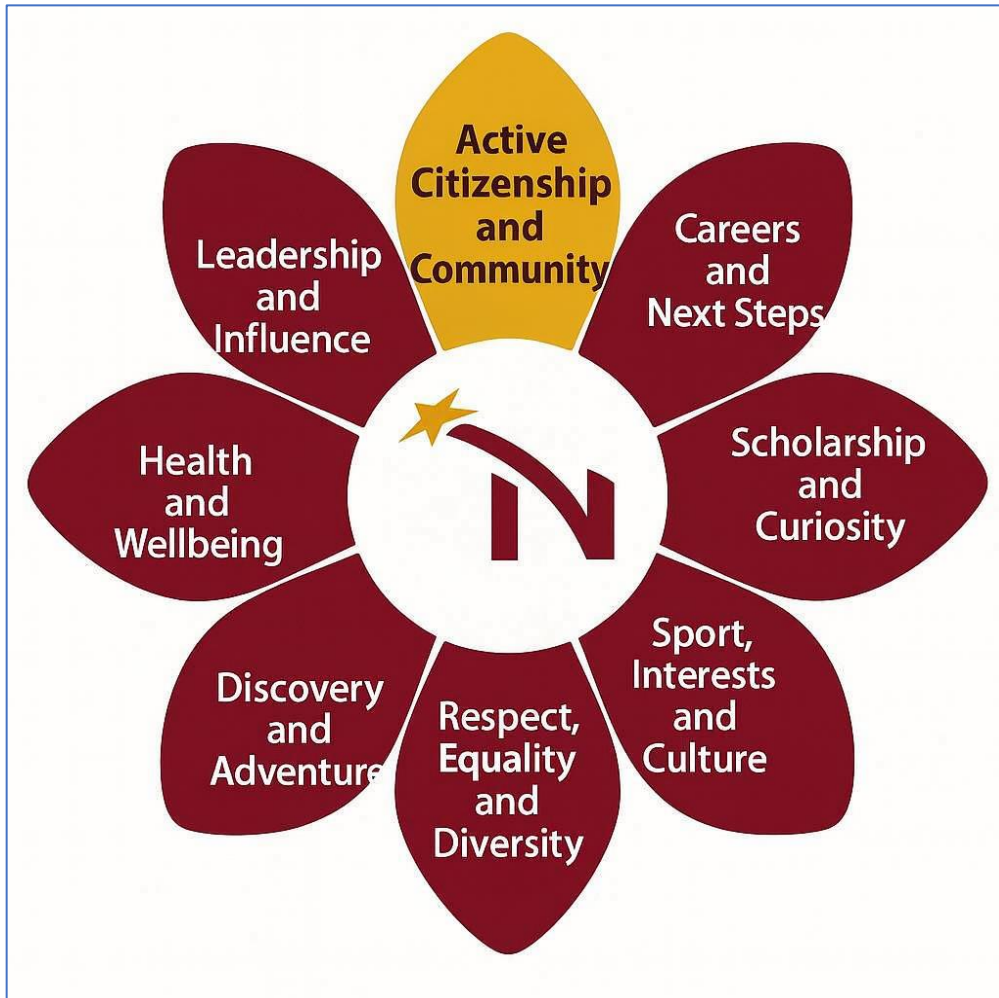 Active
Citizenship
and
Community
Careers
and
Next Steps
Scholarship
and
Curiosity
Sport,
Interests
and
Culture
Respect,
Equality
and
Diversity
Discovery
and
Adventure
Health
and
Wellbeing
Leadership
and
Influence
N